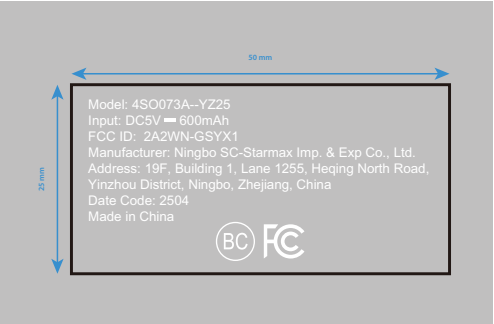 50 mm
25 mm
Model: 4SO073A--YZ25
Input: DC5V ⎓ 600mAh
FCC ID:  2A2WN-GSYX1
Manufacturer: Ningbo SC-Starmax Imp. & Exp Co., Ltd.
Address: 19F, Building 1, Lane 1255, Heqing North Road,
Yinzhou District, Ningbo, Zhejiang, China
Date Code: 2504
Made in China
BC FC